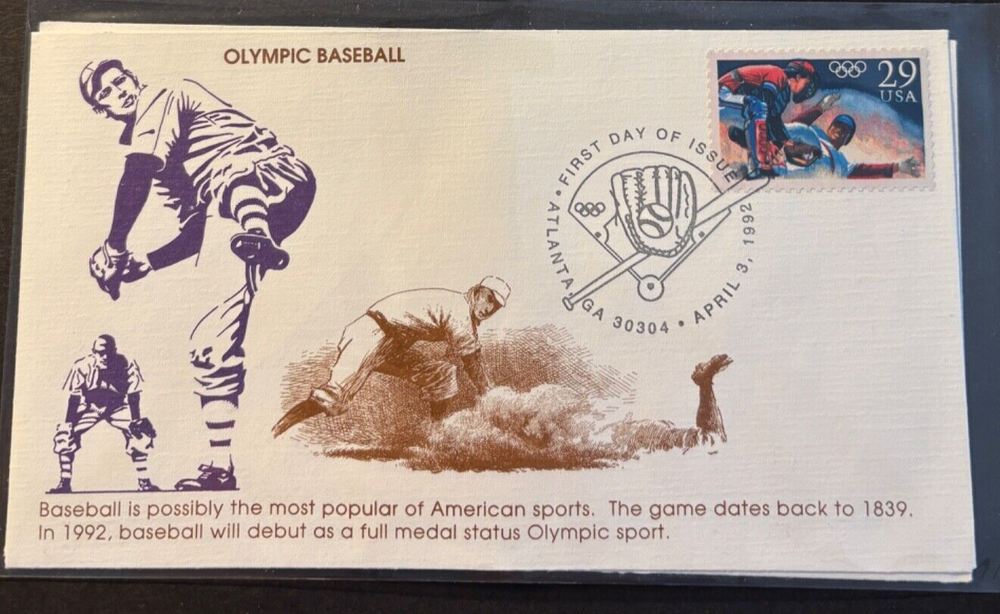 OLYMPIC BASEBALL
29
USA
• FIRST DAY OF ISSUE
• ATLANTA, GA 30304 • APRIL 3, 1992
Baseball is possibly the most popular of American sports. The game dates back to 1839.
In 1992, baseball will debut as a full medal status Olympic sport.